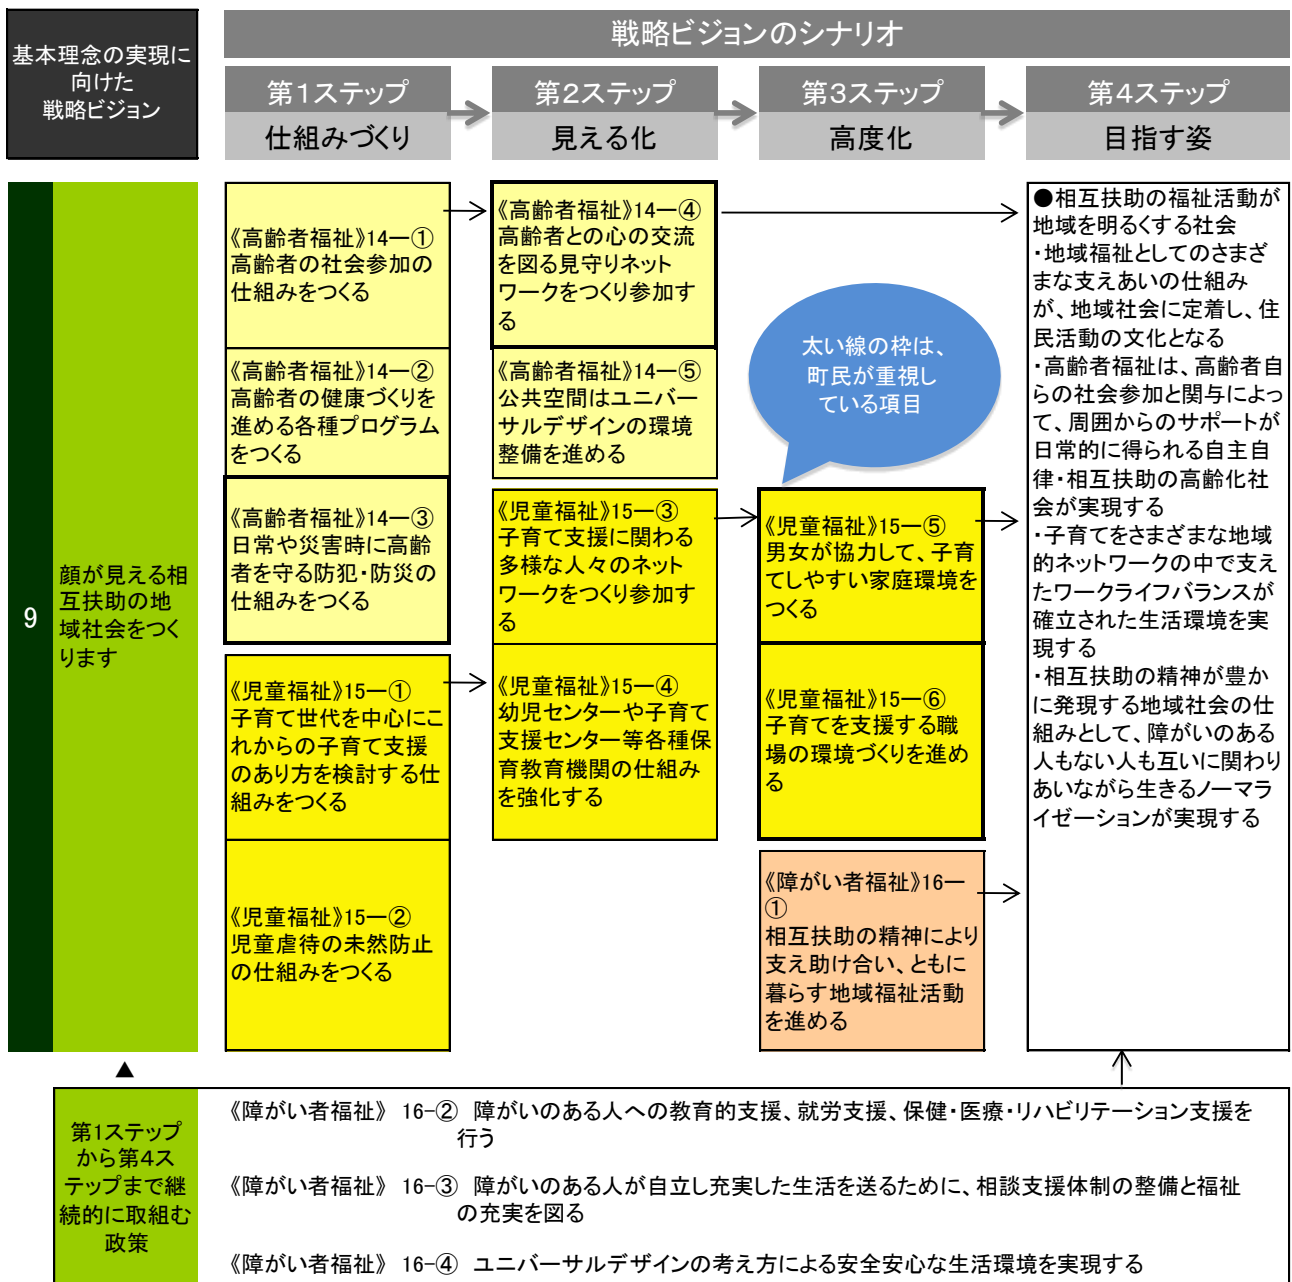 基本理念の実現に
向けた
戦略ビジョン
戦略ビジョンのシナリオ
第1ステップ
仕組みづくり
第2ステップ
見える化
第3ステップ
高度化
第4ステップ
目指す姿
9
顔が見える相
互扶助の地
域社会をつく
ります
《高齢者福祉》14ー①
高齢者の社会参加の
仕組みをつくる
《高齢者福祉》14ー②
高齢者の健康づくりを
進める各種プログラム
をつくる
《高齢者福祉》14ー③
日常や災害時に高齢
者を守る防犯・防災の
仕組みをつくる
《児童福祉》15ー①
子育て世代を中心にこ
れからの子育て支援
のあり方を検討する仕
組みをつくる
《児童福祉》15ー②
児童虐待の未然防止
の仕組みをつくる
《高齢者福祉》14ー④
高齢者との心の交流
を図る見守りネット
ワークをつくり参加す
る
《高齢者福祉》14ー⑤
公共空間はユニバー
サルデザインの環境
整備を進める
《児童福祉》15ー③
子育て支援に関わる
多様な人々のネット
ワークをつくり参加す
る
《児童福祉》15ー④
幼児センターや子育て
支援センター等各種保
育教育機関の仕組み
を強化する
太い線の枠は、
町民が重視し
ている項目
《児童福祉》15ー⑤
男女が協力して、子育
てしやすい家庭環境を
つくる
《児童福祉》15ー⑥
子育てを支援する職
場の環境づくりを進め
る
《障がい者福祉》16ー
①
相互扶助の精神により
支え助け合い、ともに
暮らす地域福祉活動
を進める
●相互扶助の福祉活動が
地域を明るくする社会
・地域福祉としてのさまざ
まな支えあいの仕組み
が、地域社会に定着し、住
民活動の文化となる
・高齢者福祉は、高齢者自
らの社会参加と関与によっ
て、周囲からのサポートが
日常的に得られる自主自
律・相互扶助の高齢化社
会が実現する
・子育てをさまざまな地域
的ネットワークの中で支え
たワークライフバランスが
確立された生活環境を実
現する
・相互扶助の精神が豊か
に発現する地域社会の仕
組みとして、障がいのある
人もない人も互いに関わり
あいながら生きるノーマラ
イゼーションが実現する
▲
第1ステップ
から第4ス
テップまで継
続的に取組む
政策
《障がい者福祉》 16-② 障がいのある人への教育的支援、就労支援、保健・医療・リハビリテーション支援を
行う
《障がい者福祉》 16-③ 障がいのある人が自立し充実した生活を送るために、相談支援体制の整備と福祉
の充実を図る
《障がい者福祉》 16-④ ユニバーサルデザインの考え方による安全安心な生活環境を実現する